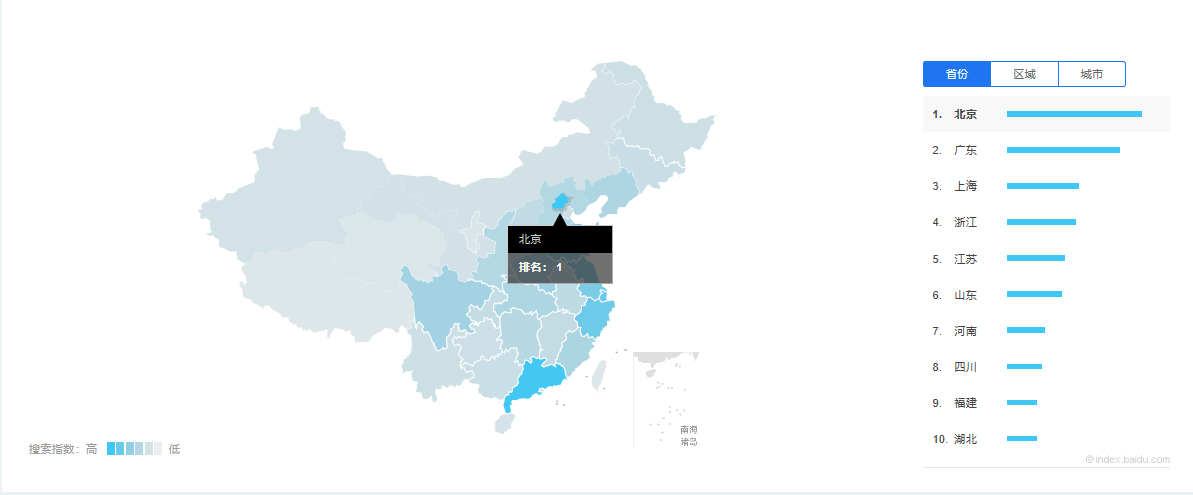 省份 区域 城市
1. 北京
2. 广东
3. 上海
4. 浙江
5. 江苏
6. 山东
7. 河南
8. 四川
9. 福建
10. 湖北
北京
排名： 1
南海
诸岛
搜索指数：高 低
©index.baidu.com